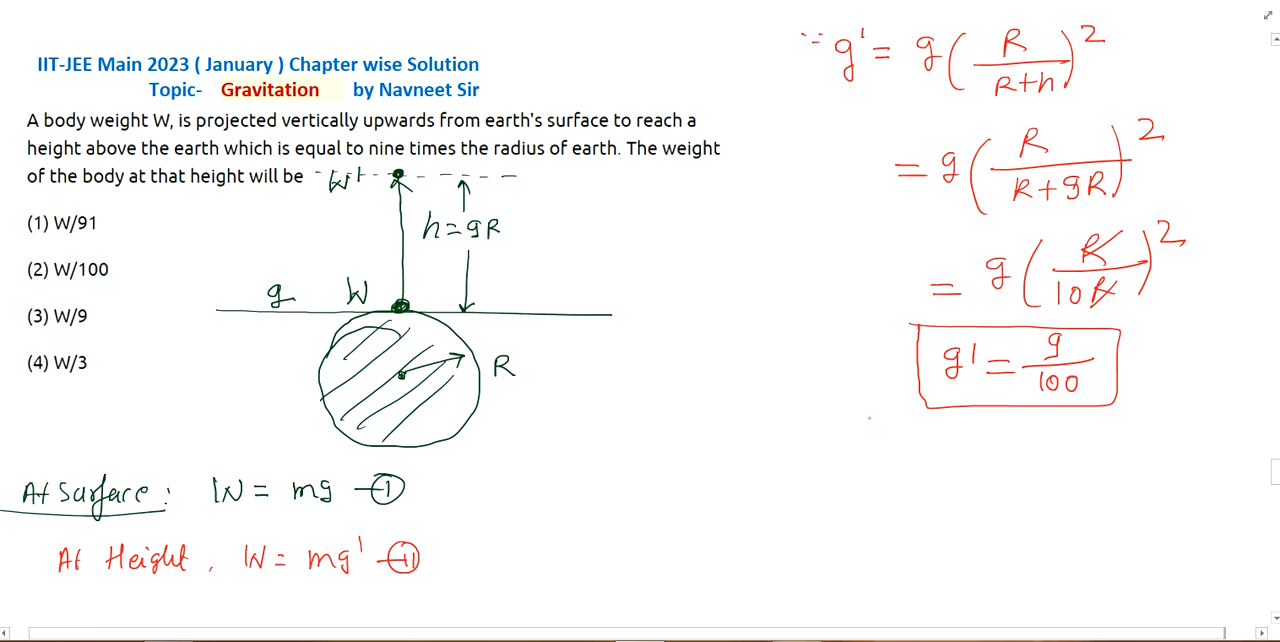 IIT-JEE Main 2023 ( January ) Chapter wise Solution
Topic- Gravitation by Navneet Sir
A body weight W, is projected vertically upwards from earth's surface to reach a
height above the earth which is equal to nine times the radius of earth. The weight
of the body at that height will be
W'
(1) W/91
(2) W/100
(3) W/9
(4) W/3
h = 9R
g W
R
At Surface : W = mg - (1)
At Height , W = mg' - (11)
∵ g' = g (R / R+h)²
= g (R / R+9R)²
= g (R / 10R)²
g' = g / 100